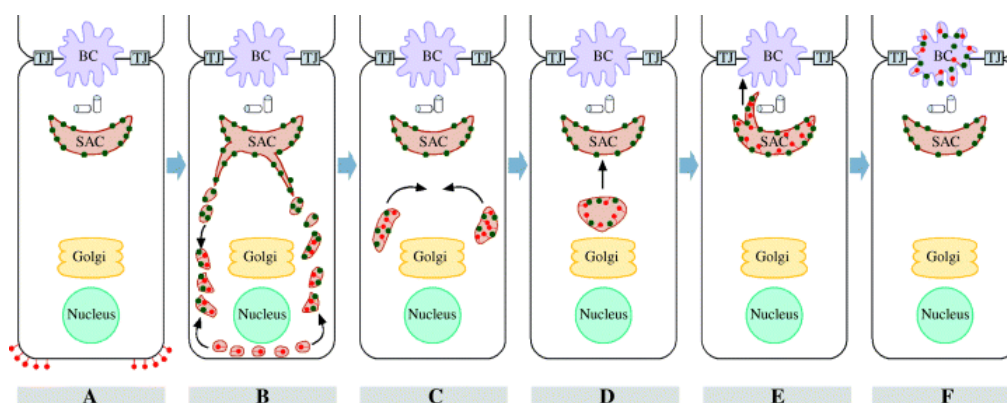 TJ BC TJ TJ BC TJ TJ BC TJ TJ BC TJ TJ BC TJ TJ BC TJ
SAC SAC SAC SAC SAC SAC
Golgi Golgi Golgi Golgi Golgi Golgi
Nucleus Nucleus Nucleus Nucleus Nucleus Nucleus
A B C D E F